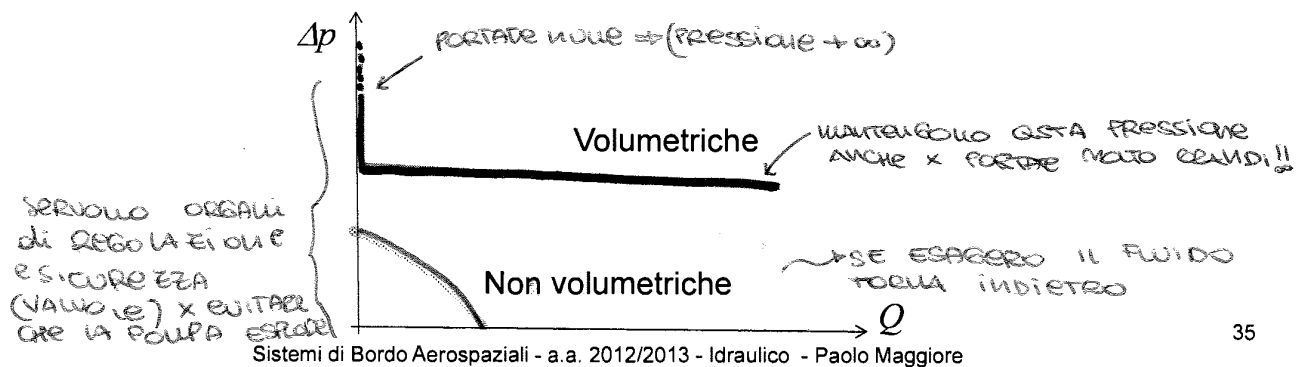 Δp
PORTATE NULLE ⇒ (PRESSIONE + ∞)
Volumetriche
MANTENGONO QSTA PRESSIONE
ANCHE X PORTATE MOLTO GRANDI!!
SERVONO ORGANI
di REGOLAZIONE
e SICUREZZA
(VALVOLE) X EVITARE
CHE LA POMPA ESPLODE
Non volumetriche
→ SE ESAGERO IL FLUIDO
TORNA INDIETRO
Q
35
Sistemi di Bordo Aerospaziali - a.a. 2012/2013 - Idraulico - Paolo Maggiore